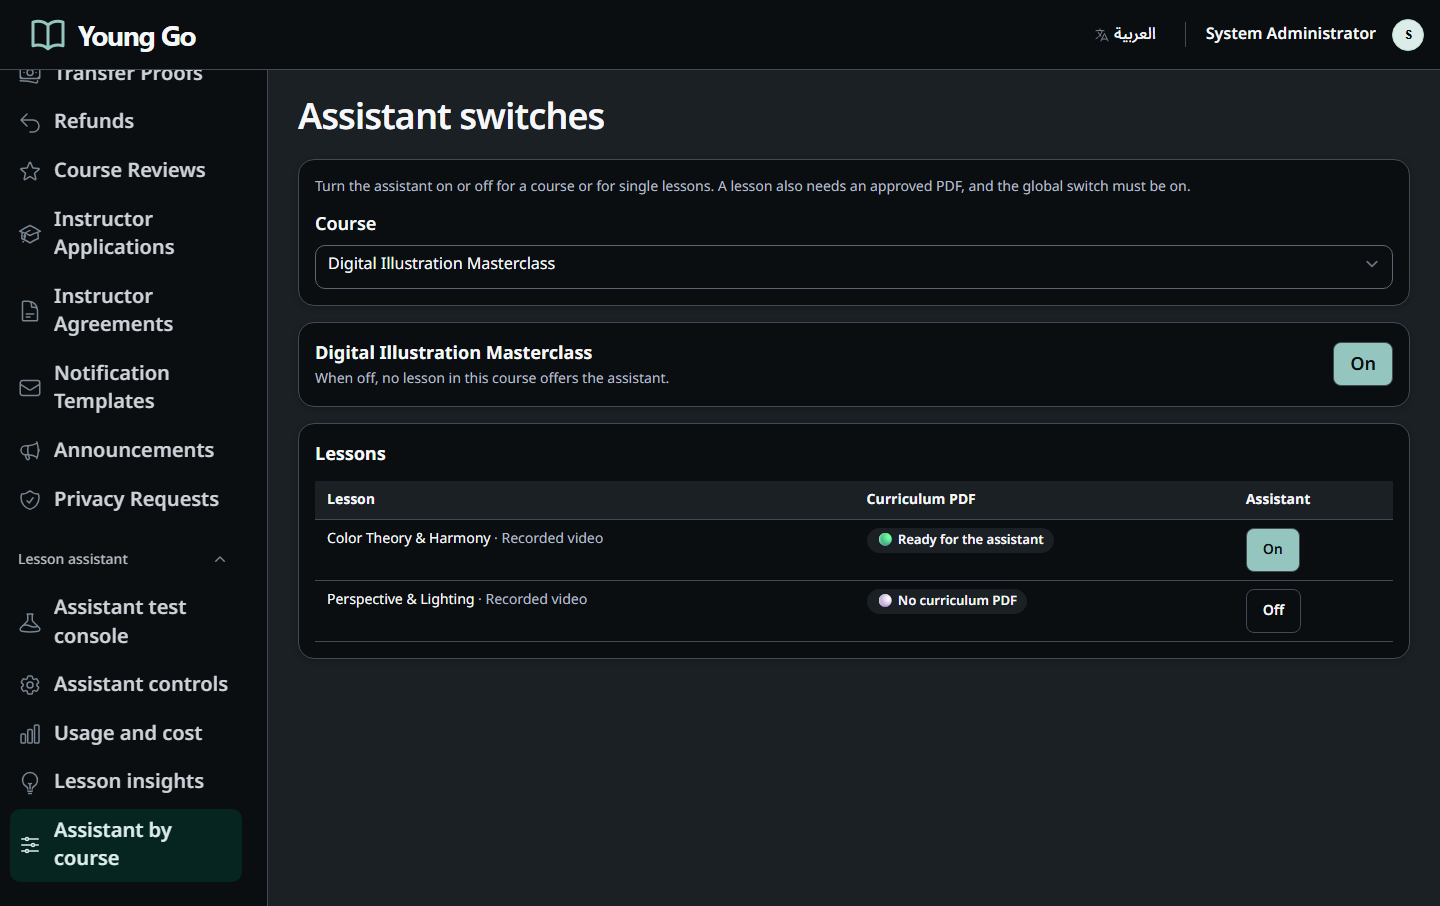 Young Go
العربية
System Administrator
S
Transfer Proofs
Refunds
Course Reviews
Instructor
Applications
Instructor
Agreements
Notification
Templates
Announcements
Privacy Requests
Lesson assistant
Assistant test
console
Assistant controls
Usage and cost
Lesson insights
Assistant by
course
Assistant switches
Turn the assistant on or off for a course or for single lessons. A lesson also needs an approved PDF, and the global switch must be on.
Course
Digital Illustration Masterclass
Digital Illustration Masterclass
When off, no lesson in this course offers the assistant.
On
Lessons
Lesson Curriculum PDF Assistant
Color Theory & Harmony · Recorded video Ready for the assistant On
Perspective & Lighting · Recorded video No curriculum PDF Off